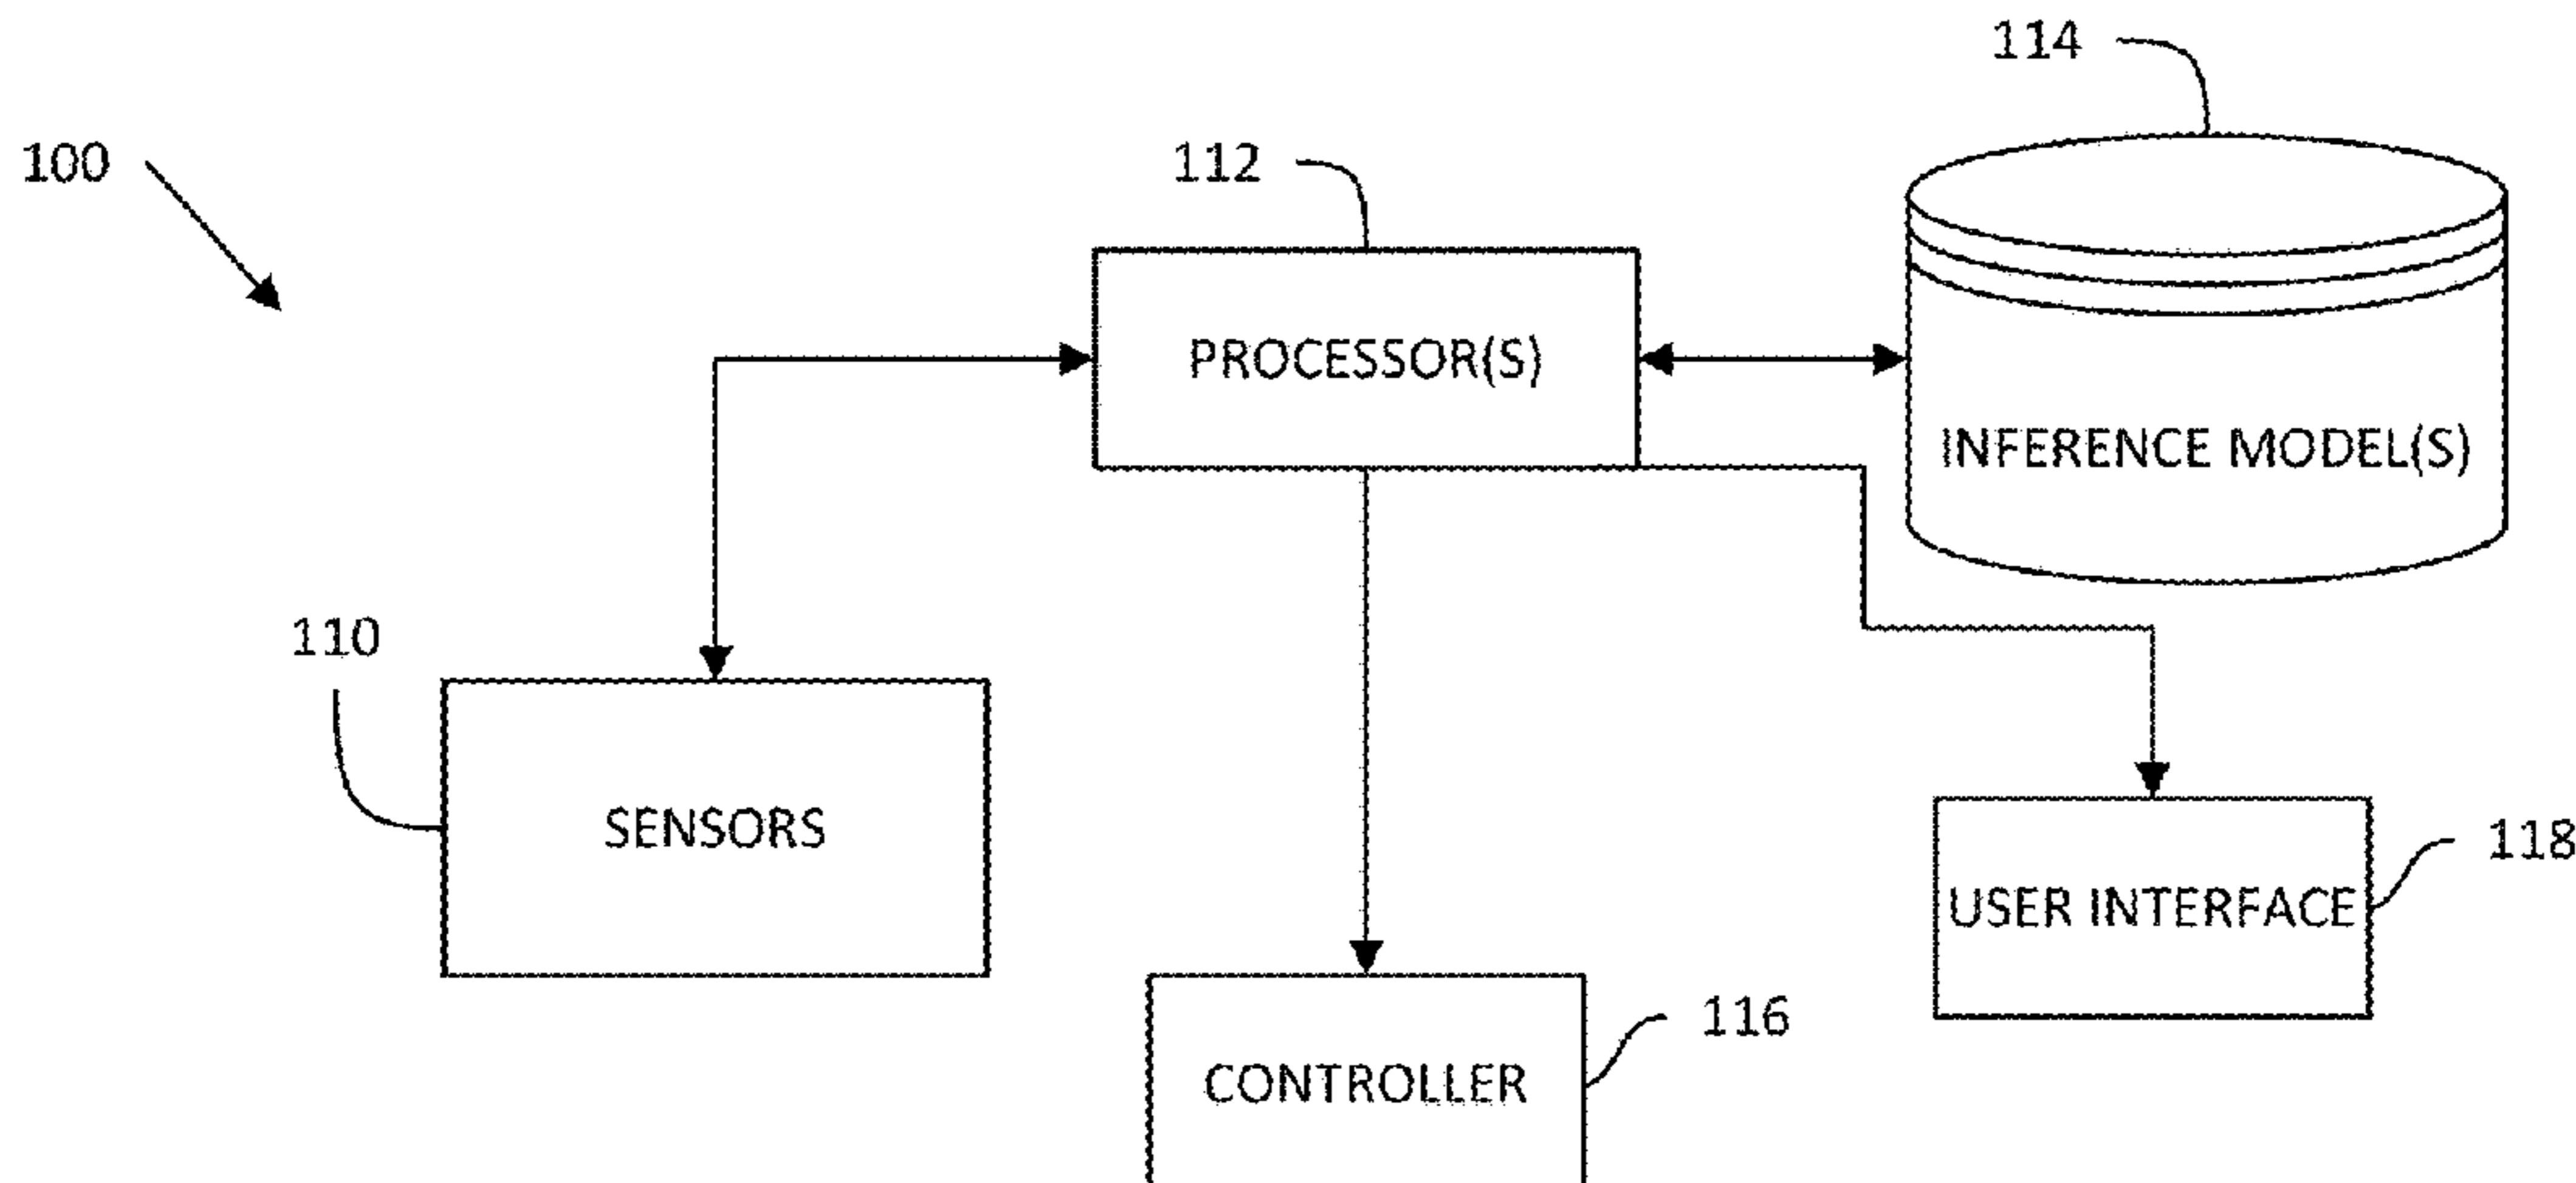 114
100
112
PROCESSOR(S)
INFERENCE MODEL(S)
110
SENSORS
118
USER INTERFACE
116
CONTROLLER